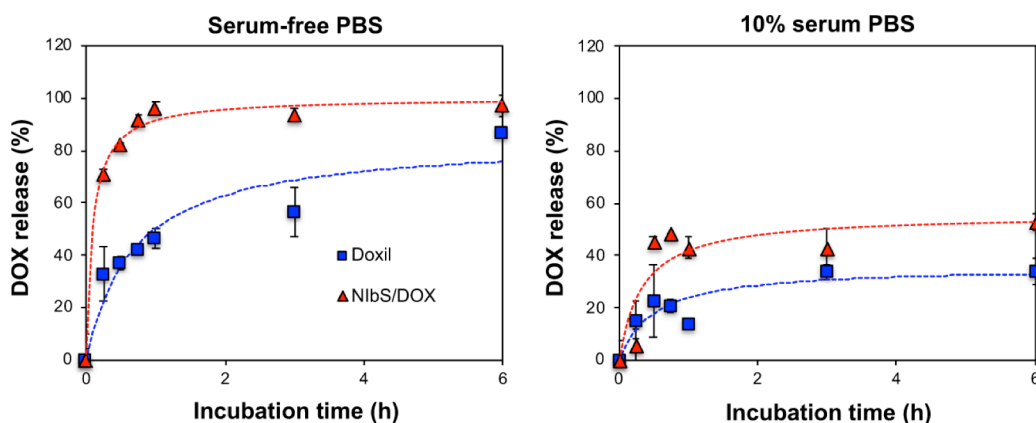 Serum-free PBS
120
100
80
60
40
20
0
0
2
4
6
DOX release (%)
Incubation time (h)
Doxil
NIbS/DOX
10% serum PBS
120
100
80
60
40
20
0
0
2
4
6
DOX release (%)
Incubation time (h)